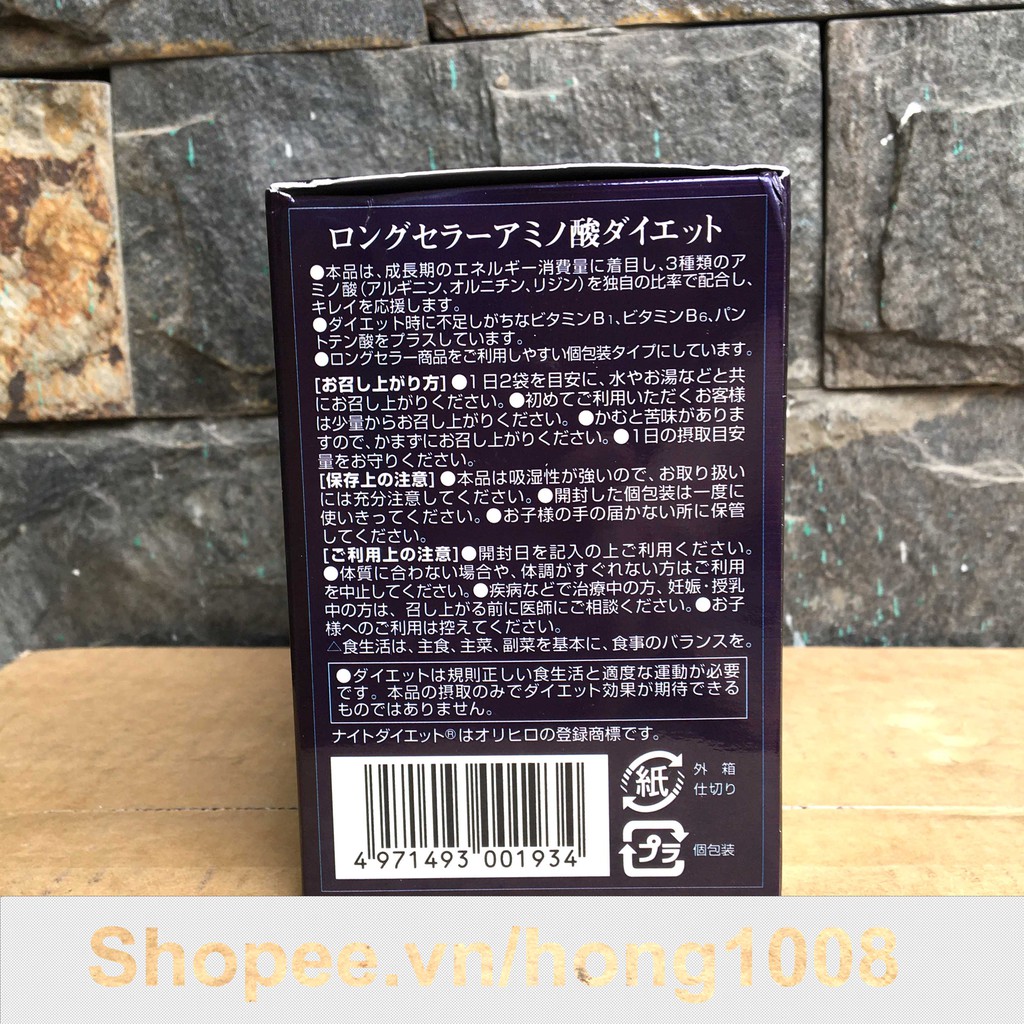 ロングセラーアミノ酸ダイエット
●本品は、成長期のエネルギー消費量に着目し、3種類のア
ミノ酸(アルギニン、オルニチン、リジン)を独自の比率で配合し、
キレイを応援します。
●ダイエット時に不足しがちなビタミンB1、ビタミンB6、パン
トテン酸をプラスしています。
●ロングセラー商品をご利用しやすい個包装タイプにしています。
[お召し上がり方]●1日2袋を目安に、水やお湯などと共
にお召し上がりください。●初めてご利用いただくお客様
は少量からお召し上がりください。●かむと苦味がありま
すので、かまずにお召し上がりください。●1日の摂取目安
量をお守りください。
[保存上の注意]●本品は吸湿性が強いので、お取り扱い
には充分注意してください。●開封した個包装は一度に
使いきってください。●お子様の手の届かない所に保管
してください。
[ご利用上の注意]●開封日を記入の上ご利用ください。
●体質に合わない場合や、体調がすぐれない方はご利用
を中止してください。●疾病などで治療中の方、妊娠・授乳
中の方は、召し上がる前に医師にご相談ください。●お子
様へのご利用は控えてください。
△食生活は、主食、主菜、副菜を基本に、食事のバランスを。
●ダイエットは規則正しい食生活と適度な運動が必要
です。本品の摂取のみでダイエット効果が期待できる
ものではありません。
ナイトダイエット®はオリヒロの登録商標です。
紙 外箱
仕切り
プラ 個包装
4 971493 001934
Shopee.vn/hong1008